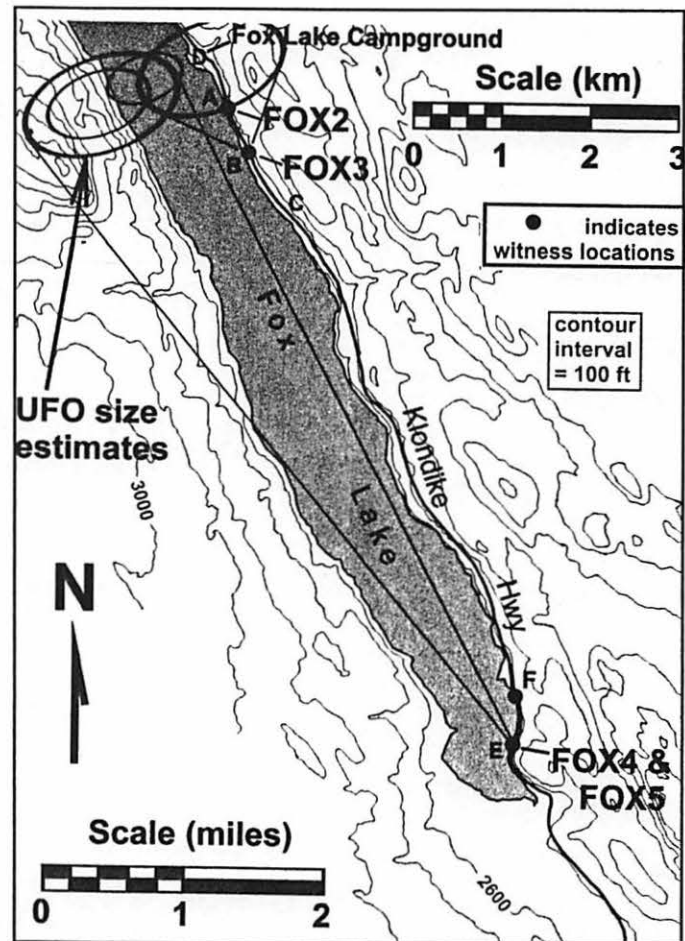 Fox Lake Campground
D
Scale (km)
0 1 2 3
A
FOX2
B
FOX3
C
indicates
witness locations
contour
interval
= 100 ft
Fox
Lake
UFO size
estimates
Klondike
Hwy
3000
N
F
E
FOX4 &
FOX5
Scale (miles)
0 1 2
2600